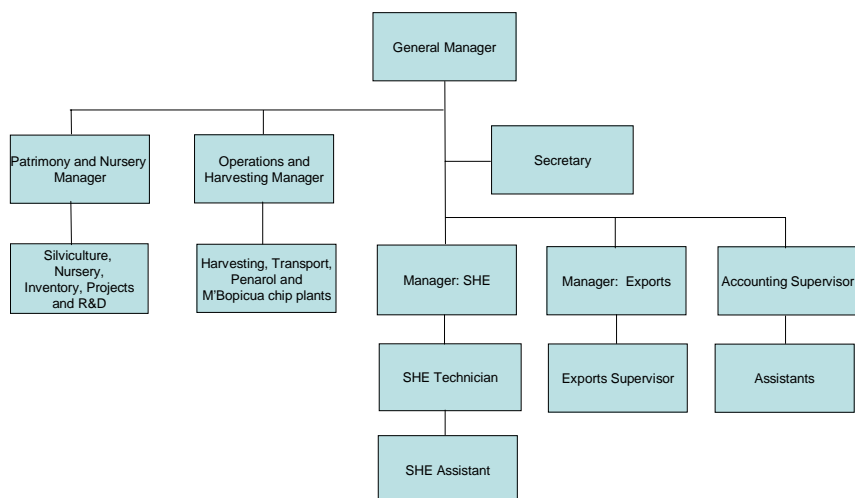 General Manager
Patrimony and Nursery
Manager
Operations and
Harvesting Manager
Secretary
Silviculture,
Nursery,
Inventory, Projects
and R&D
Harvesting, Transport,
Penarol and
M'Bopicua chip plants
Manager: SHE
Manager: Exports
Accounting Supervisor
SHE Technician
Exports Supervisor
Assistants
SHE Assistant